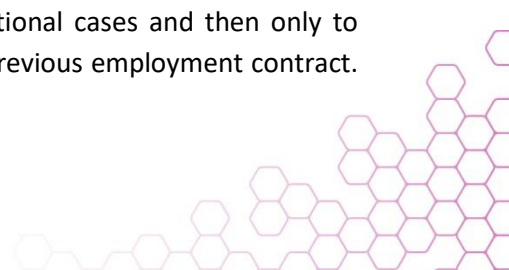 tional cases and then only to
revious employment contract.